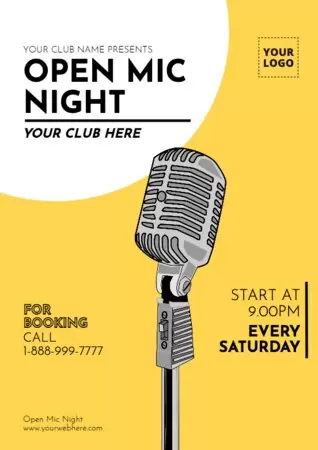 YOUR CLUB NAME PRESENTS
OPEN MIC
NIGHT
YOUR CLUB HERE
YOUR
LOGO
FOR
BOOKING
CALL
1-888-999-7777
START AT
9.00PM
EVERY
SATURDAY
Open Mic Night
www.yourwebhere.com